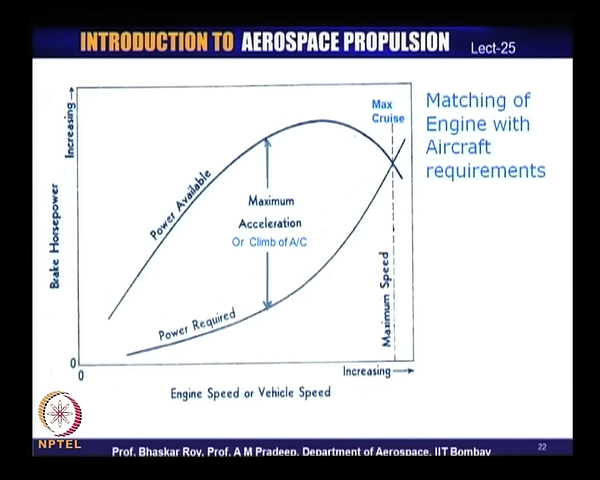 INTRODUCTION TO AEROSPACE PROPULSION
Lect-25
Matching of
Engine with
Aircraft
requirements
Max
Cruise
Increasing
Brake Horsepower
Power Available
Maximum
Acceleration
Or Climb of A/C
Power Required
Maximum Speed
0
0
Increasing
Engine Speed or Vehicle Speed
NPTEL
Prof. Bhaskar Roy, Prof. A M Pradeep, Department of Aerospace, IIT Bombay
22